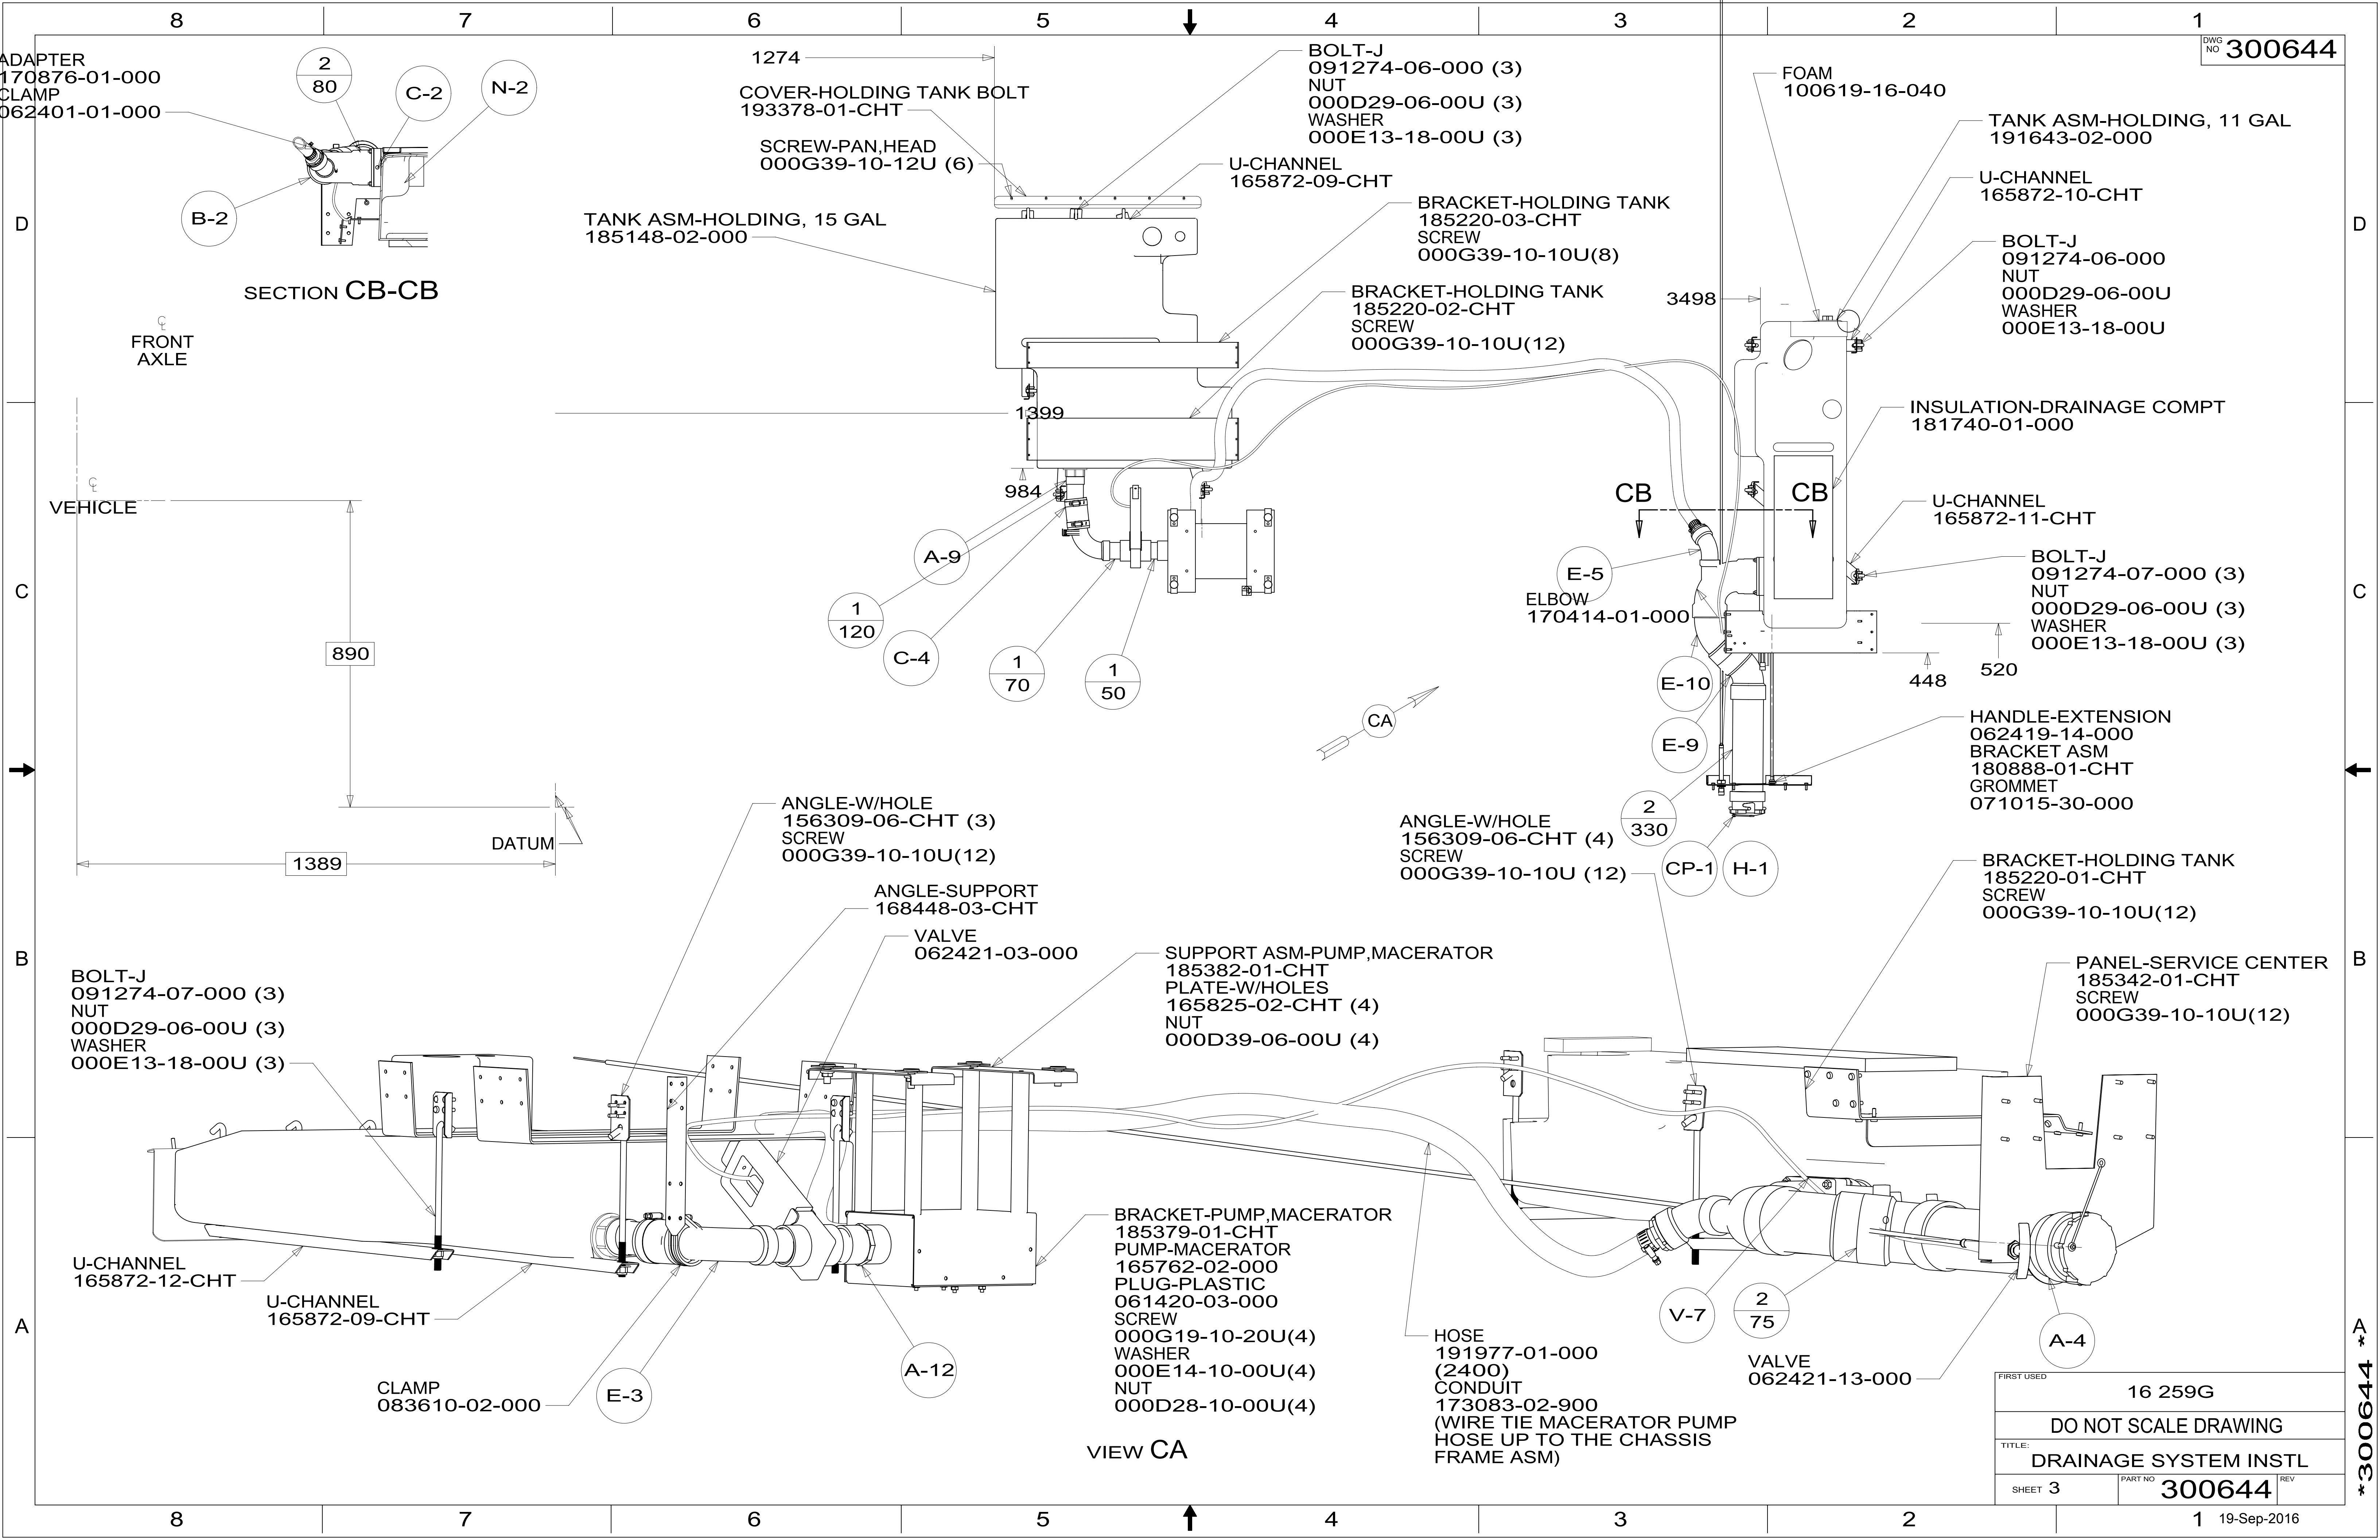 8 7 6 5 4 3 2 1
DWG NO 300644
ADAPTER
170876-01-000
CLAMP
062401-01-000
2
80
C-2
N-2
B-2
SECTION CB-CB
FRONT
AXLE
VEHICLE
890
1389
DATUM
1274
COVER-HOLDING TANK BOLT
193378-01-CHT
SCREW-PAN,HEAD
000G39-10-12U (6)
TANK ASM-HOLDING, 15 GAL
185148-02-000
BOLT-J
091274-06-000 (3)
NUT
000D29-06-00U (3)
WASHER
000E13-18-00U (3)
U-CHANNEL
165872-09-CHT
BRACKET-HOLDING TANK
185220-03-CHT
SCREW
000G39-10-10U(8)
BRACKET-HOLDING TANK
185220-02-CHT
SCREW
000G39-10-10U(12)
1399
984
A-9
1
120
C-4
1
70
1
50
CA
3498
FOAM
100619-16-040
TANK ASM-HOLDING, 11 GAL
191643-02-000
U-CHANNEL
165872-10-CHT
BOLT-J
091274-06-000
NUT
000D29-06-00U
WASHER
000E13-18-00U
INSULATION-DRAINAGE COMPT
181740-01-000
CB CB
U-CHANNEL
165872-11-CHT
BOLT-J
091274-07-000 (3)
NUT
000D29-06-00U (3)
WASHER
000E13-18-00U (3)
E-5
ELBOW
170414-01-000
E-10
E-9
448
520
HANDLE-EXTENSION
062419-14-000
BRACKET ASM
180888-01-CHT
GROMMET
071015-30-000
2
330
CP-1
H-1
D D
C C
B B
A A
ANGLE-W/HOLE
156309-06-CHT (3)
SCREW
000G39-10-10U(12)
ANGLE-SUPPORT
168448-03-CHT
VALVE
062421-03-000
BOLT-J
091274-07-000 (3)
NUT
000D29-06-00U (3)
WASHER
000E13-18-00U (3)
SUPPORT ASM-PUMP,MACERATOR
185382-01-CHT
PLATE-W/HOLES
165825-02-CHT (4)
NUT
000D39-06-00U (4)
ANGLE-W/HOLE
156309-06-CHT (4)
SCREW
000G39-10-10U (12)
BRACKET-HOLDING TANK
185220-01-CHT
SCREW
000G39-10-10U(12)
PANEL-SERVICE CENTER
185342-01-CHT
SCREW
000G39-10-10U(12)
U-CHANNEL
165872-12-CHT
U-CHANNEL
165872-09-CHT
CLAMP
083610-02-000
E-3
A-12
BRACKET-PUMP,MACERATOR
185379-01-CHT
PUMP-MACERATOR
165762-02-000
PLUG-PLASTIC
061420-03-000
SCREW
000G19-10-20U(4)
WASHER
000E14-10-00U(4)
NUT
000D28-10-00U(4)
HOSE
191977-01-000
(2400)
CONDUIT
173083-02-900
(WIRE TIE MACERATOR PUMP
HOSE UP TO THE CHASSIS
FRAME ASM)
V-7
2
75
VALVE
062421-13-000
A-4
VIEW CA
FIRST USED
16 259G
DO NOT SCALE DRAWING
TITLE:
DRAINAGE SYSTEM INSTL
SHEET 3
PART NO 300644
REV
*300644 *
8 7 6 5 4 3 2 1
19-Sep-2016